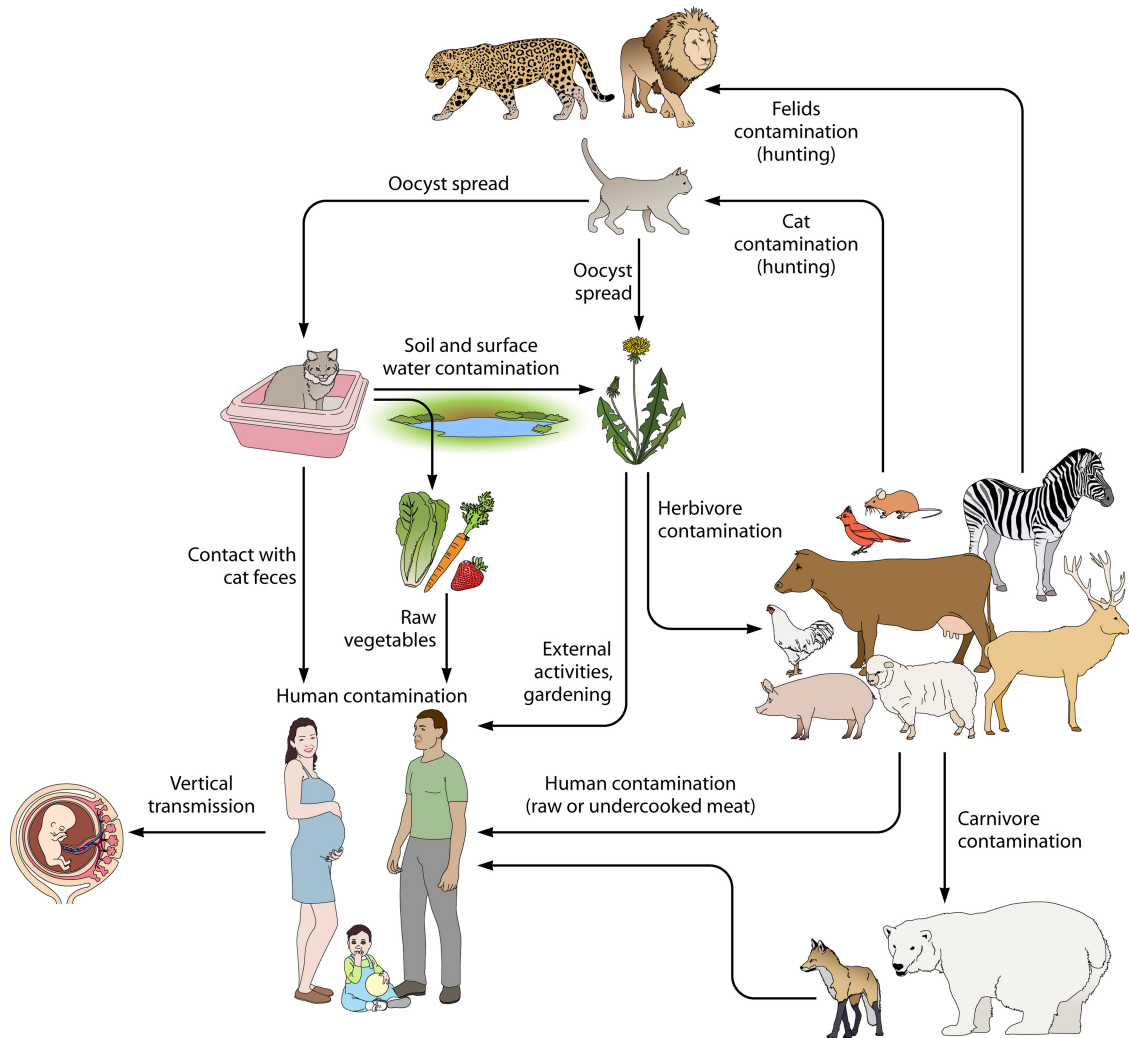 Felids
contamination
(hunting)
Oocyst spread
Cat
contamination
(hunting)
Oocyst
spread
Soil and surface
water contamination
Herbivore
contamination
Contact with
cat feces
Raw
vegetables
External
activities,
gardening
Human contamination
Vertical
transmission
Human contamination
(raw or undercooked meat)
Carnivore
contamination